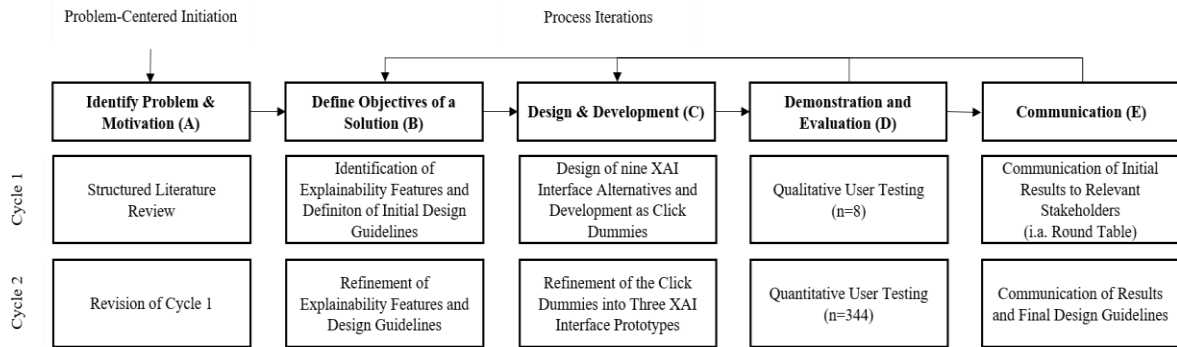 Problem-Centered Initiation
Process Iterations
Identify Problem &
Motivation (A)
Define Objectives of a
Solution (B)
Design & Development (C)
Demonstration and
Evaluation (D)
Communication (E)
Cycle 1
Structured Literature
Review
Identification of
Explainability Features and
Definiton of Initial Design
Guidelines
Design of nine XAI
Interface Alternatives and
Development as Click
Dummies
Qualitative User Testing
(n=8)
Communication of Initial
Results to Relevant
Stakeholders
(i.a. Round Table)
Cycle 2
Revision of Cycle 1
Refinement of
Explainability Features and
Design Guidelines
Refinement of the Click
Dummies into Three XAI
Interface Prototypes
Quantitative User Testing
(n=344)
Communication of Results
and Final Design Guidelines